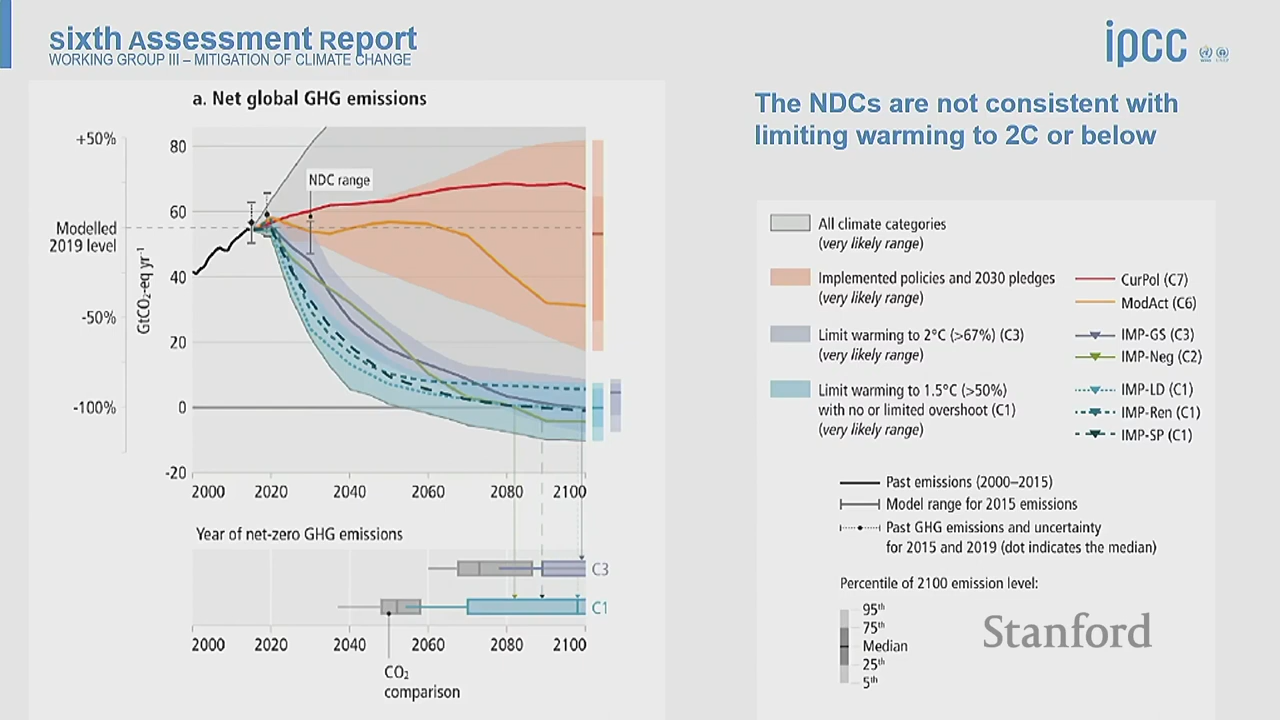 sixth Assessment Report
WORKING GROUP III – MITIGATION OF CLIMATE CHANGE
ipcc
a. Net global GHG emissions
The NDCs are not consistent with
limiting warming to 2C or below
+50%
Modelled
2019 level
-50%
-100%
GtCO₂-eq yr⁻¹
80
60
40
20
0
-20
NDC range
2000
2020
2040
2060
2080
2100
Year of net-zero GHG emissions
C3
C1
2000
2020
2040
2060
2080
2100
CO₂
comparison
All climate categories
(very likely range)
Implemented policies and 2030 pledges
(very likely range)
Limit warming to 2°C (>67%) (C3)
(very likely range)
Limit warming to 1.5°C (>50%)
with no or limited overshoot (C1)
(very likely range)
CurPol (C7)
ModAct (C6)
IMP-GS (C3)
IMP-Neg (C2)
IMP-LD (C1)
IMP-Ren (C1)
IMP-SP (C1)
Past emissions (2000–2015)
Model range for 2015 emissions
Past GHG emissions and uncertainty
for 2015 and 2019 (dot indicates the median)
Percentile of 2100 emission level:
95th
75th
Median
25th
5th
Stanford